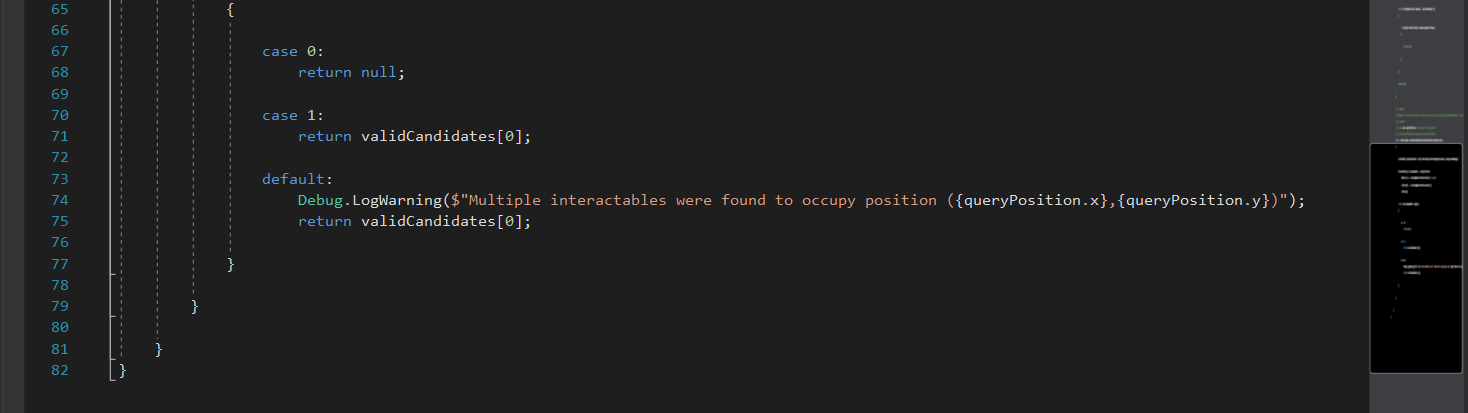 65 {
66
67 case 0:
68 return null;
69
70 case 1:
71 return validCandidates[0];
72
73 default:
74 Debug.LogWarning($"Multiple interactables were found to occupy position ({queryPosition.x},{queryPosition.y})");
75 return validCandidates[0];
76
77 }
78
79 }
80
81 }
82 }